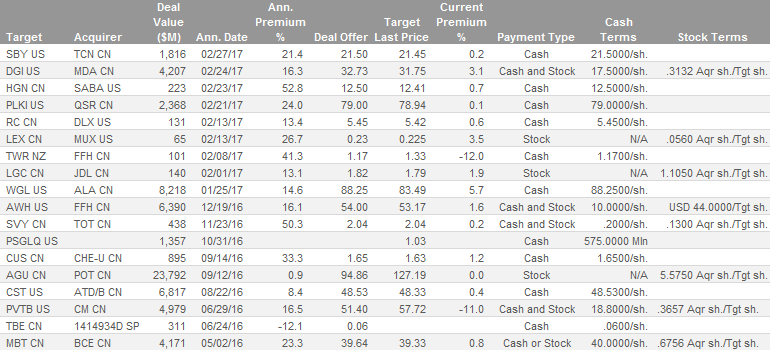 Deal Ann. Current
Value Premium Target Premium Cash
Target Acquirer ($M) Ann. Date % Deal Offer Last Price % Payment Type Terms Stock Terms
SBY US TCN CN 1,816 02/27/17 21.4 21.50 21.45 0.2 Cash 21.5000/sh.
DGI US MDA CN 4,207 02/24/17 16.3 32.73 31.75 3.1 Cash and Stock 17.5000/sh. .3132 Aqr sh./Tgt sh.
HGN CN SABA US 223 02/23/17 52.8 12.50 12.41 0.7 Cash 12.5000/sh.
PLKI US QSR CN 2,368 02/21/17 24.0 79.00 78.94 0.1 Cash 79.0000/sh.
RC CN DLX US 131 02/13/17 13.4 5.45 5.42 0.6 Cash 5.4500/sh.
LEX CN MUX US 65 02/13/17 26.7 0.23 0.225 3.5 Stock N/A .0560 Aqr sh./Tgt sh.
TWR NZ FFH CN 101 02/08/17 41.3 1.17 1.33 -12.0 Cash 1.1700/sh.
LGC CN JDL CN 140 02/01/17 13.1 1.82 1.79 1.9 Stock N/A 1.1050 Aqr sh./Tgt sh.
WGL US ALA CN 8,218 01/25/17 14.6 88.25 83.49 5.7 Cash 88.2500/sh.
AWH US FFH CN 6,390 12/19/16 16.1 54.00 53.17 1.6 Cash and Stock 10.0000/sh. USD 44.0000/Tgt sh.
SVY CN TOT CN 438 11/23/16 50.3 2.04 2.04 0.2 Cash and Stock .2000/sh. .1300 Aqr sh./Tgt sh.
PSGLQ US 1,357 10/31/16 1.03 Cash 575.0000 Mln
CUS CN CHE-U CN 895 09/14/16 33.3 1.65 1.63 1.2 Cash 1.6500/sh.
AGU CN POT CN 23,792 09/12/16 0.9 94.86 127.19 0.0 Stock N/A 5.5750 Aqr sh./Tgt sh.
CST US ATD/B CN 6,817 08/22/16 8.4 48.53 48.33 0.4 Cash 48.5300/sh.
PVTB US CM CN 4,979 06/29/16 16.5 51.40 57.72 -11.0 Cash and Stock 18.8000/sh. .3657 Aqr sh./Tgt sh.
TBE CN 1414934D SP 311 06/24/16 -12.1 0.06 Cash .0600/sh.
MBT CN BCE CN 4,171 05/02/16 23.3 39.64 39.33 0.8 Cash or Stock 40.0000/sh. .6756 Aqr sh./Tgt sh.